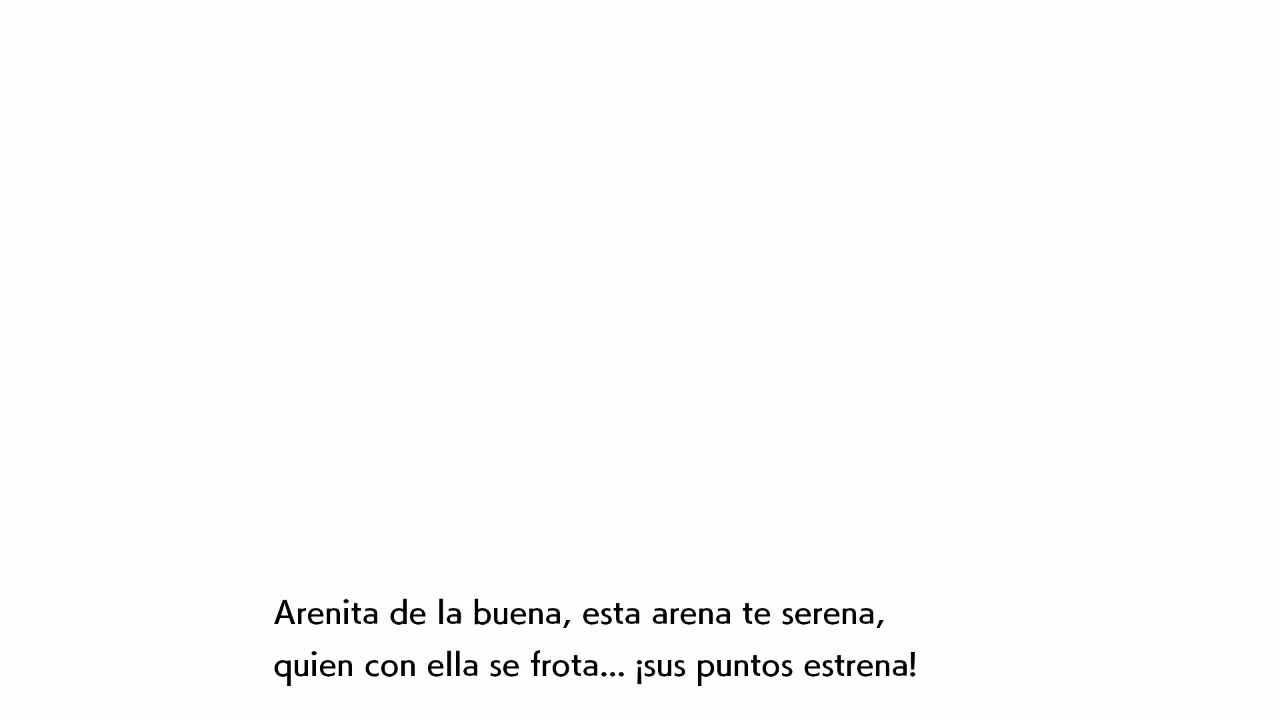 Arenita de la buena, esta arena te serena,
quien con ella se frota... ¡sus puntos estrena!